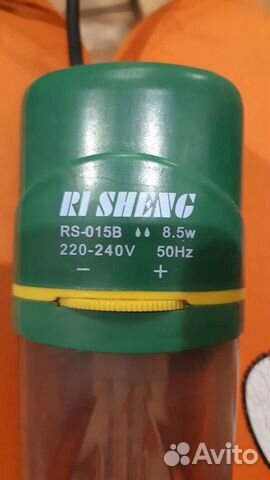 RI SHENG
RS-015B 8.5w
220-240V 50Hz
− +
Avito